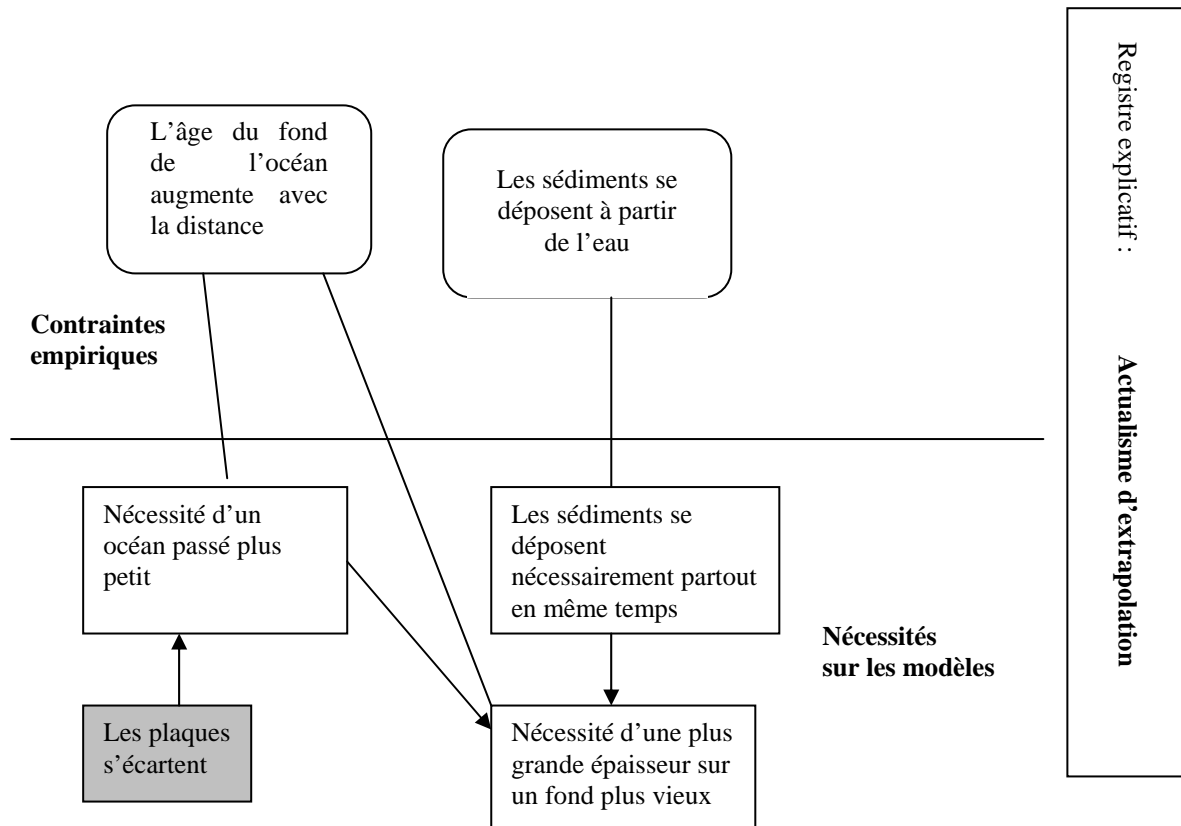 L'âge du fond
de l'océan
augmente avec
la distance
Les sédiments se
déposent à partir
de l'eau
Contraintes
empiriques
Nécessité d'un
océan passé plus
petit
Les sédiments se
déposent
nécessairement partout
en même temps
Nécessités
sur les modèles
Les plaques
s'écartent
Nécessité d'une plus
grande épaisseur sur
un fond plus vieux
Registre explicatif :
Actualisme d'extrapolation